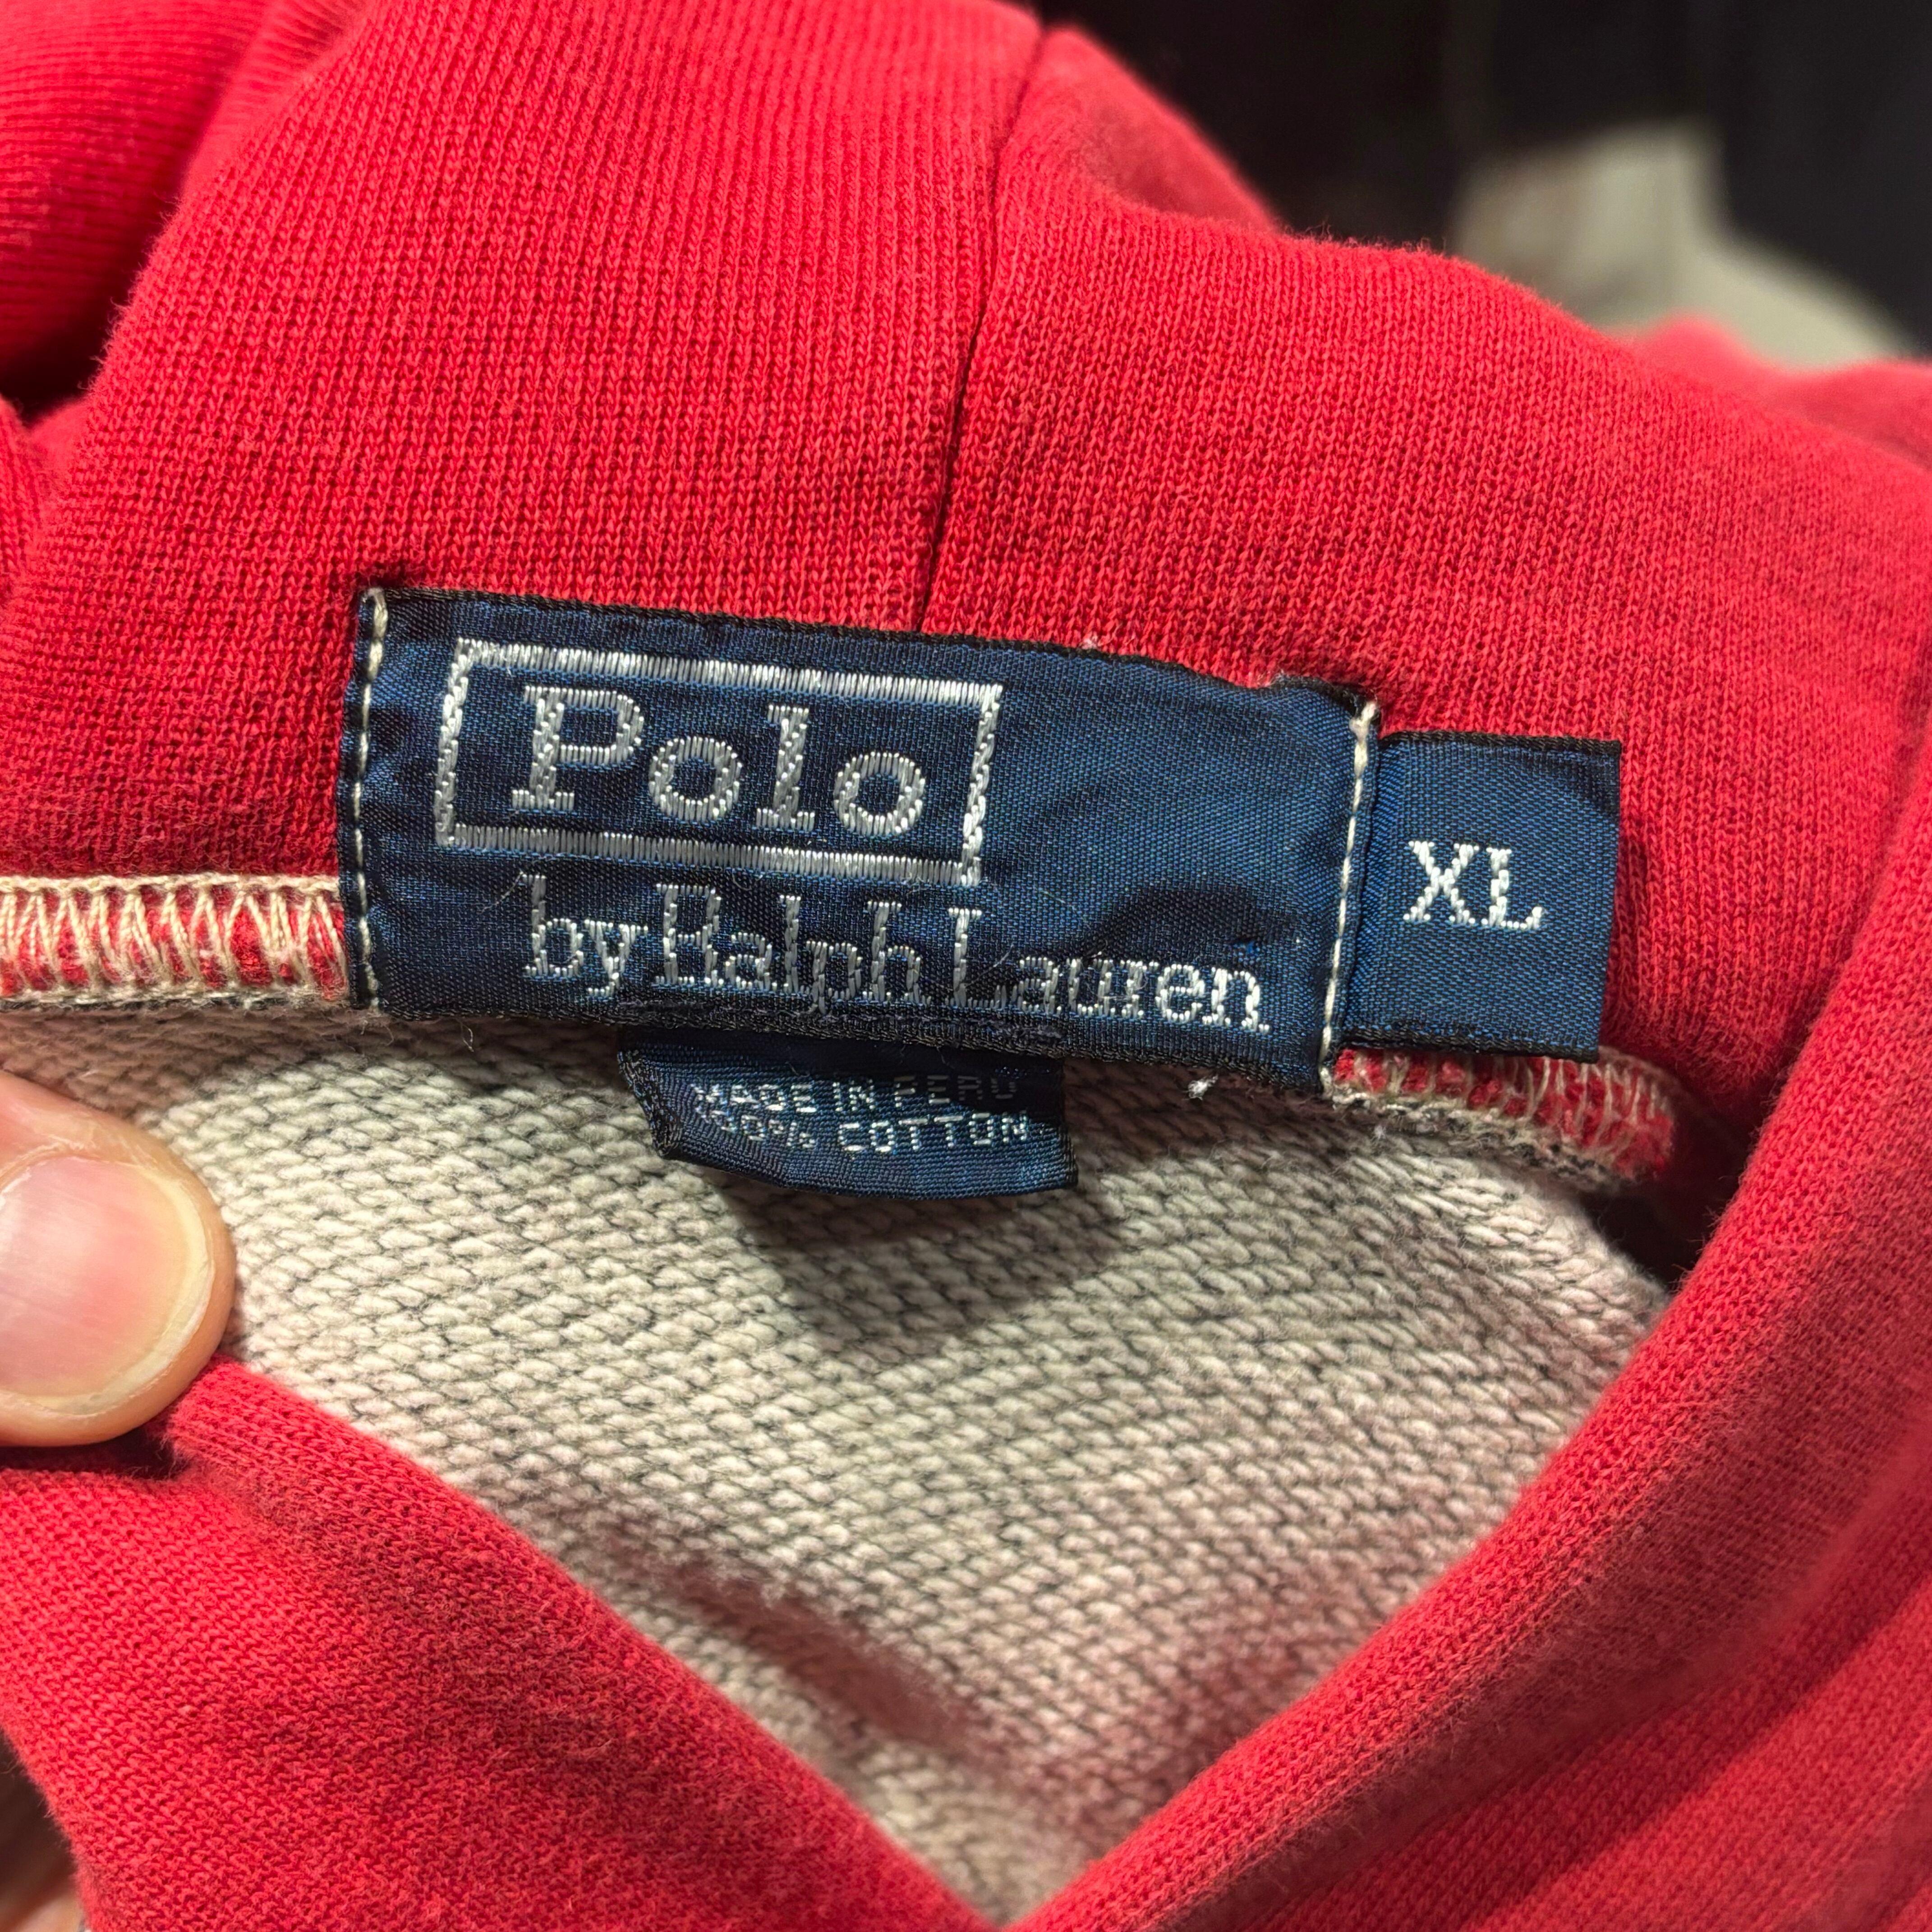 Polo
by Ralph Lauren
XL
MADE IN PERU
100% COTTON